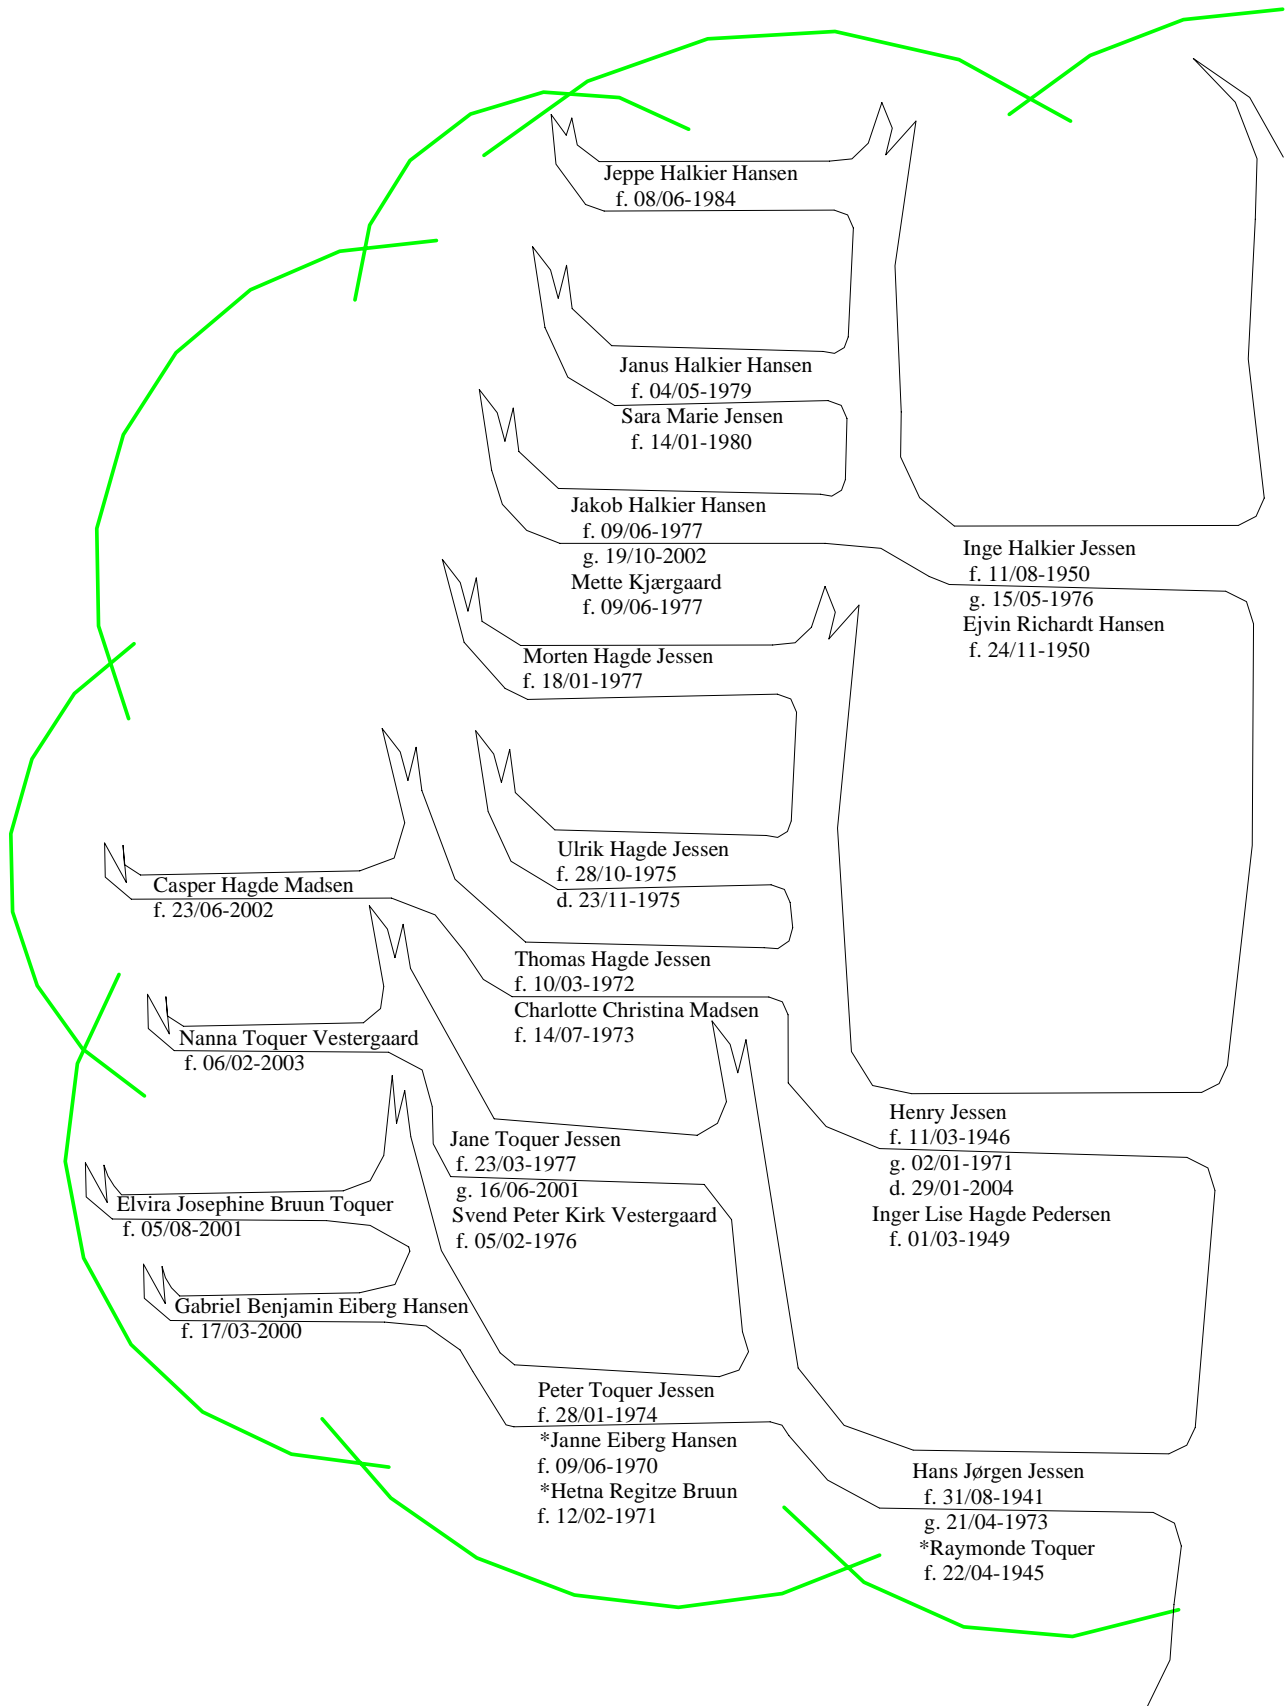 Jeppe Halkier Hansen
f. 08/06-1984
Janus Halkier Hansen
f. 04/05-1979
Sara Marie Jensen
f. 14/01-1980
Jakob Halkier Hansen
f. 09/06-1977
g. 19/10-2002
Mette Kjærgaard
f. 09/06-1977
Inge Halkier Jessen
f. 11/08-1950
g. 15/05-1976
Ejvin Richardt Hansen
f. 24/11-1950
Morten Hagde Jessen
f. 18/01-1977
Ulrik Hagde Jessen
f. 28/10-1975
d. 23/11-1975
Casper Hagde Madsen
f. 23/06-2002
Thomas Hagde Jessen
f. 10/03-1972
Charlotte Christina Madsen
f. 14/07-1973
Nanna Toquer Vestergaard
f. 06/02-2003
Henry Jessen
f. 11/03-1946
g. 02/01-1971
d. 29/01-2004
Inger Lise Hagde Pedersen
f. 01/03-1949
Jane Toquer Jessen
f. 23/03-1977
g. 16/06-2001
Svend Peter Kirk Vestergaard
f. 05/02-1976
Elvira Josephine Bruun Toquer
f. 05/08-2001
Gabriel Benjamin Eiberg Hansen
f. 17/03-2000
Peter Toquer Jessen
f. 28/01-1974
*Janne Eiberg Hansen
f. 09/06-1970
*Hetna Regitze Bruun
f. 12/02-1971
Hans Jørgen Jessen
f. 31/08-1941
g. 21/04-1973
*Raymonde Toquer
f. 22/04-1945